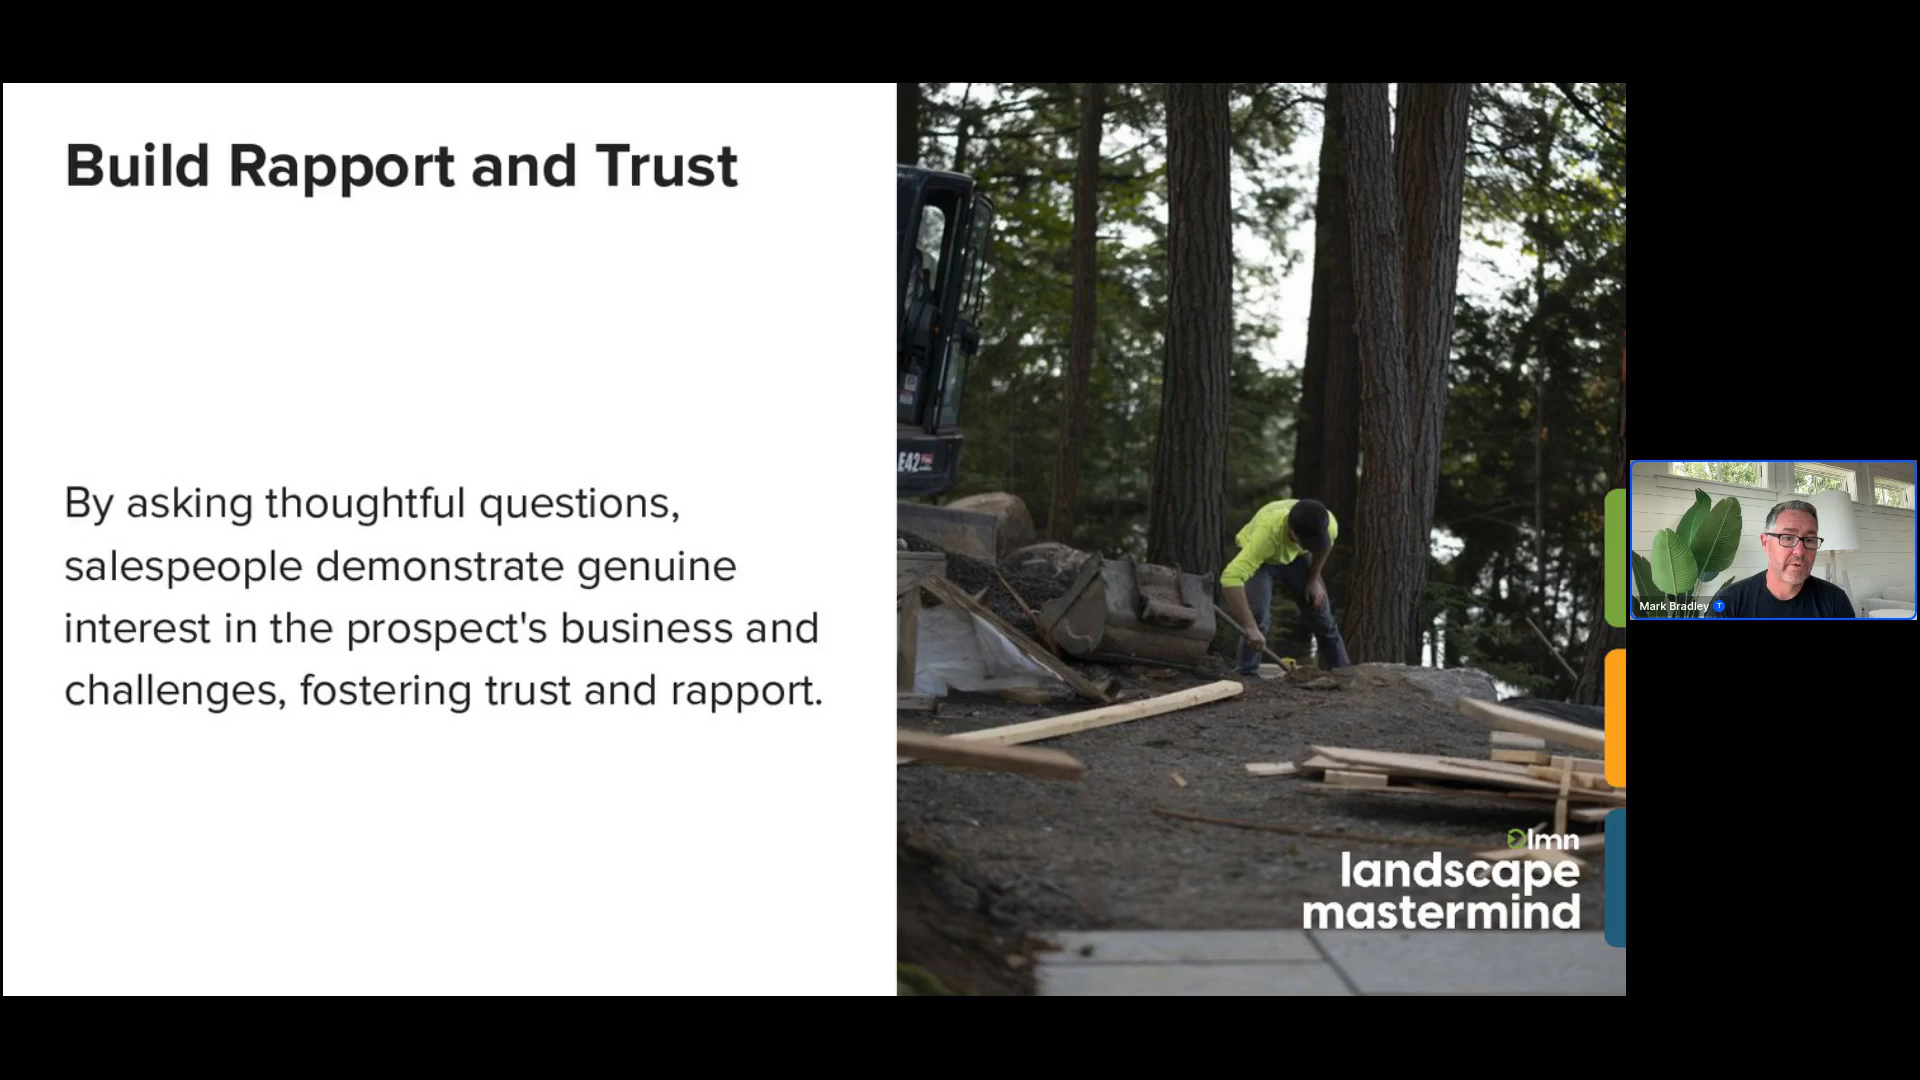 Build Rapport and Trust
By asking thoughtful questions,
salespeople demonstrate genuine
interest in the prospect's business and
challenges, fostering trust and rapport.
E42
lmn
landscape
mastermind
Mark Bradley
T